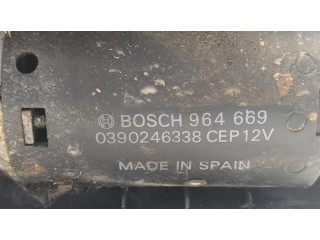 BOSCH 964 669
0390246338 CEP12V
MADE IN SPAIN